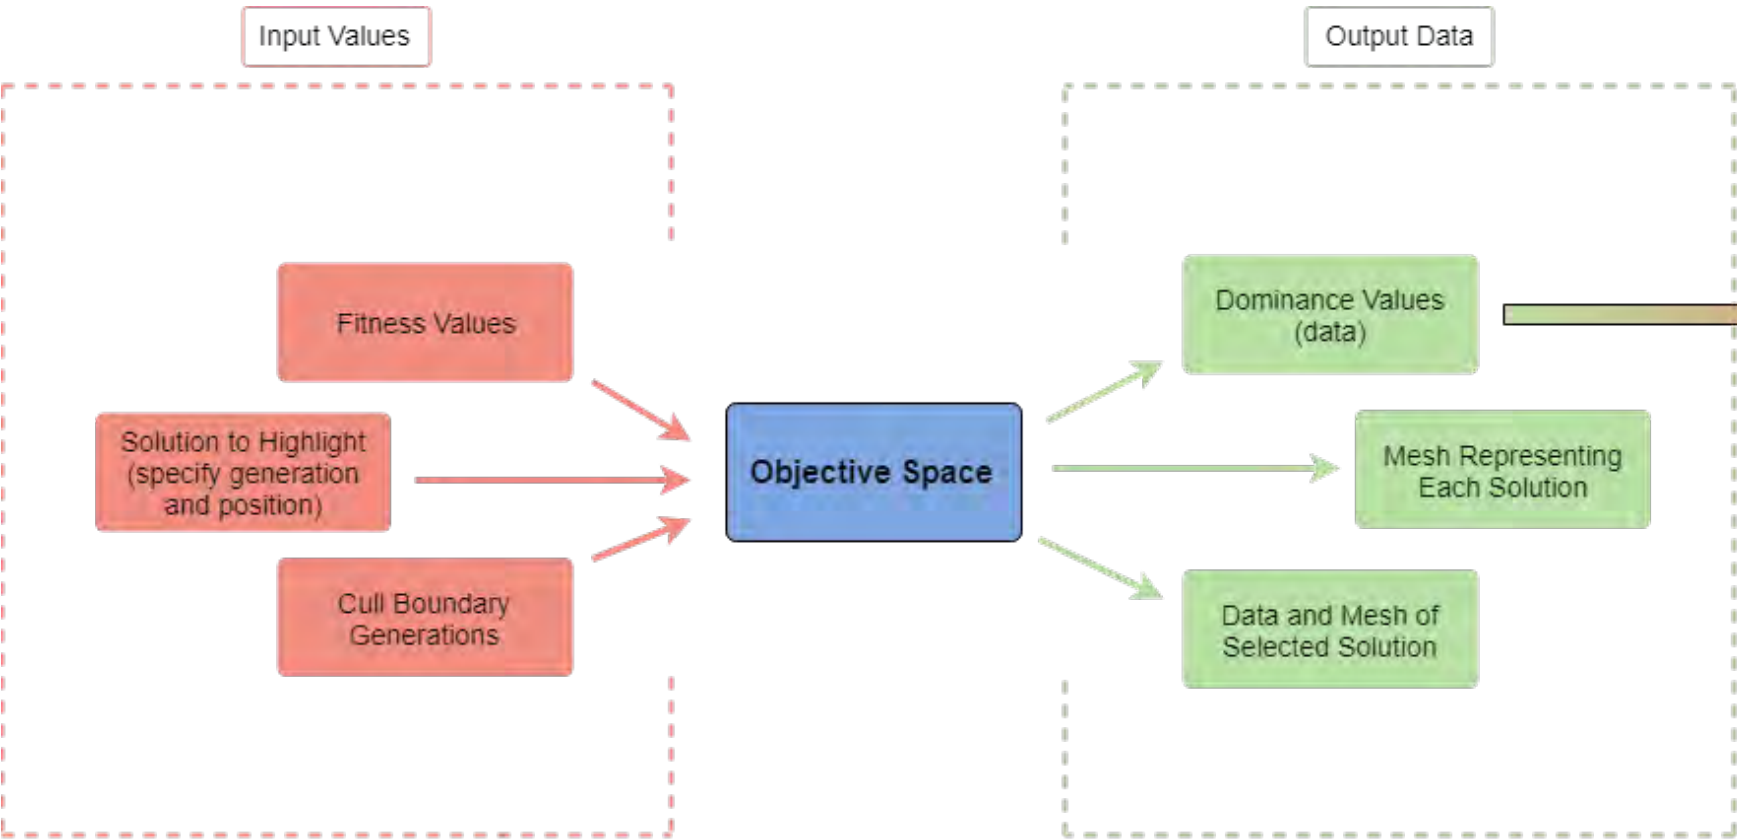 Input Values
Output Data
Fitness Values
Solution to Highlight
(specify generation
and position)
Cull Boundary
Generations
Objective Space
Dominance Values
(data)
Mesh Representing
Each Solution
Data and Mesh of
Selected Solution